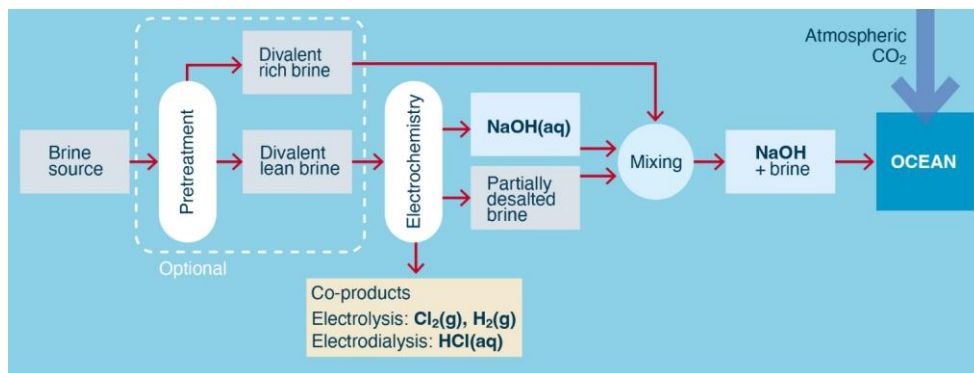 Atmospheric
CO₂
Divalent
rich brine
Brine
source
Pretreatment
Divalent
lean brine
Optional
Electrochemistry
NaOH(aq)
Partially
desalted
brine
Mixing
NaOH
+ brine
OCEAN
Co-products
Electrolysis: Cl₂(g), H₂(g)
Electrodialysis: HCl(aq)